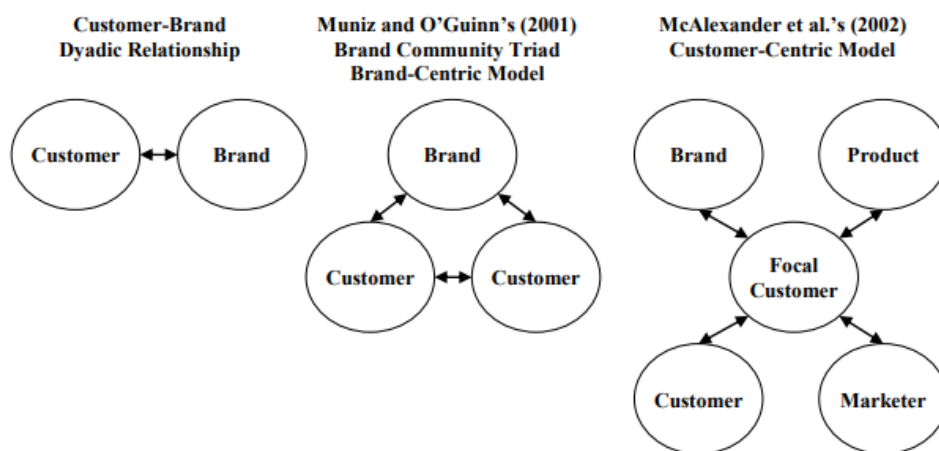 Customer-Brand
Dyadic Relationship
Muniz and O'Guinn's (2001)
Brand Community Triad
Brand-Centric Model
McAlexander et al.'s (2002)
Customer-Centric Model
Customer
Brand
Brand
Customer
Customer
Brand
Product
Focal
Customer
Customer
Marketer